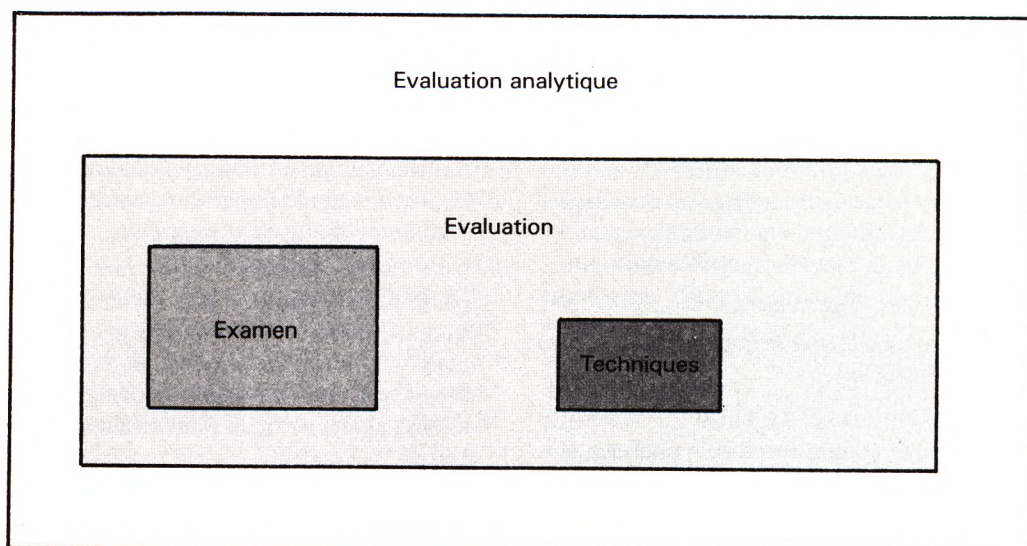 Evaluation analytique
Evaluation
Examen
Techniques